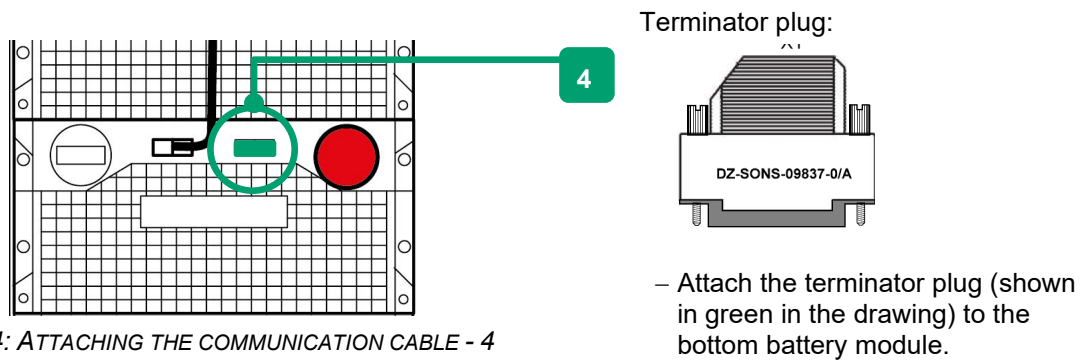 Terminator plug:
4
DZ-SONS-09837-0/A
– Attach the terminator plug (shown
in green in the drawing) to the
bottom battery module.
4: ATTACHING THE COMMUNICATION CABLE - 4